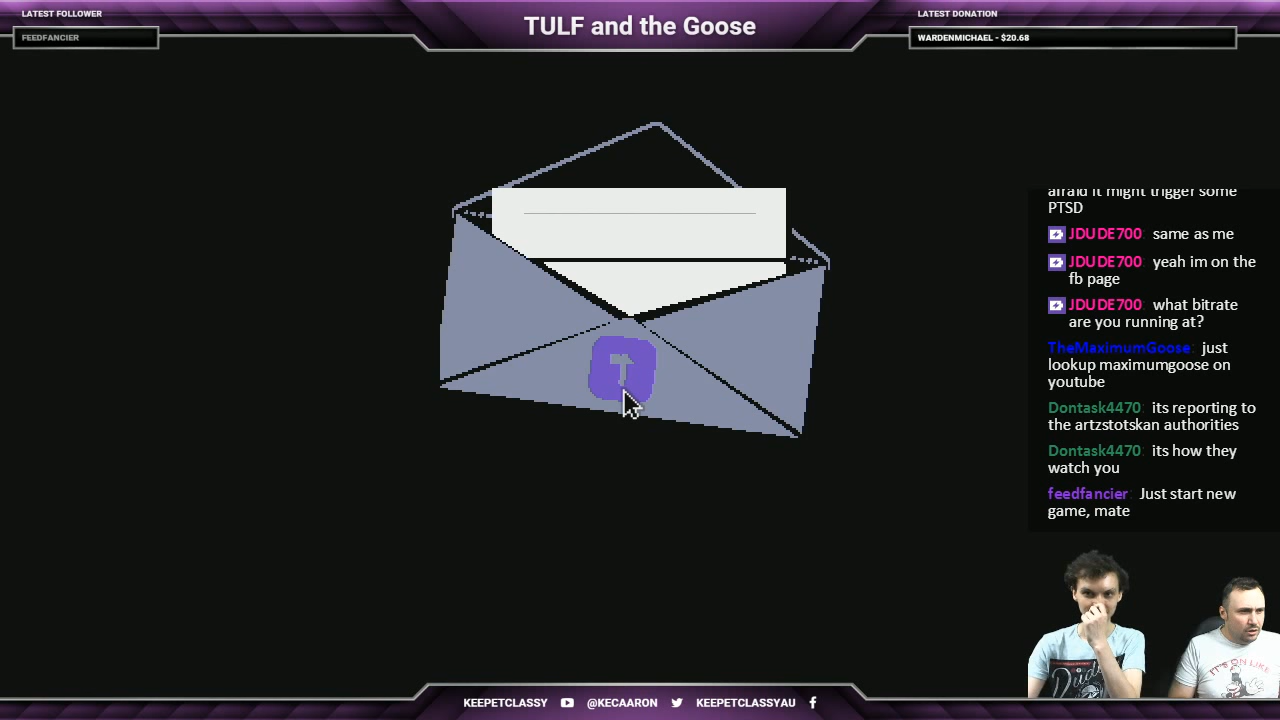 LATEST FOLLOWER
FEEDFANCIER
TULF and the Goose
LATEST DONATION
WARDENMICHAEL - $20.68
afraid it might trigger some
PTSD
JDUDE700: same as me
JDUDE700: yeah im on the
fb page
JDUDE700: what bitrate
are you running at?
TheMaximumGoose: just
lookup maximumgoose on
youtube
Dontask4470: its reporting to
the artzstotskan authorities
Dontask4470: its how they
watch you
feedfancier: Just start new
game, mate
T
IT'S ON LIKE
KEEPETCLASSY
@KECAARON
KEEPETCLASSYAU